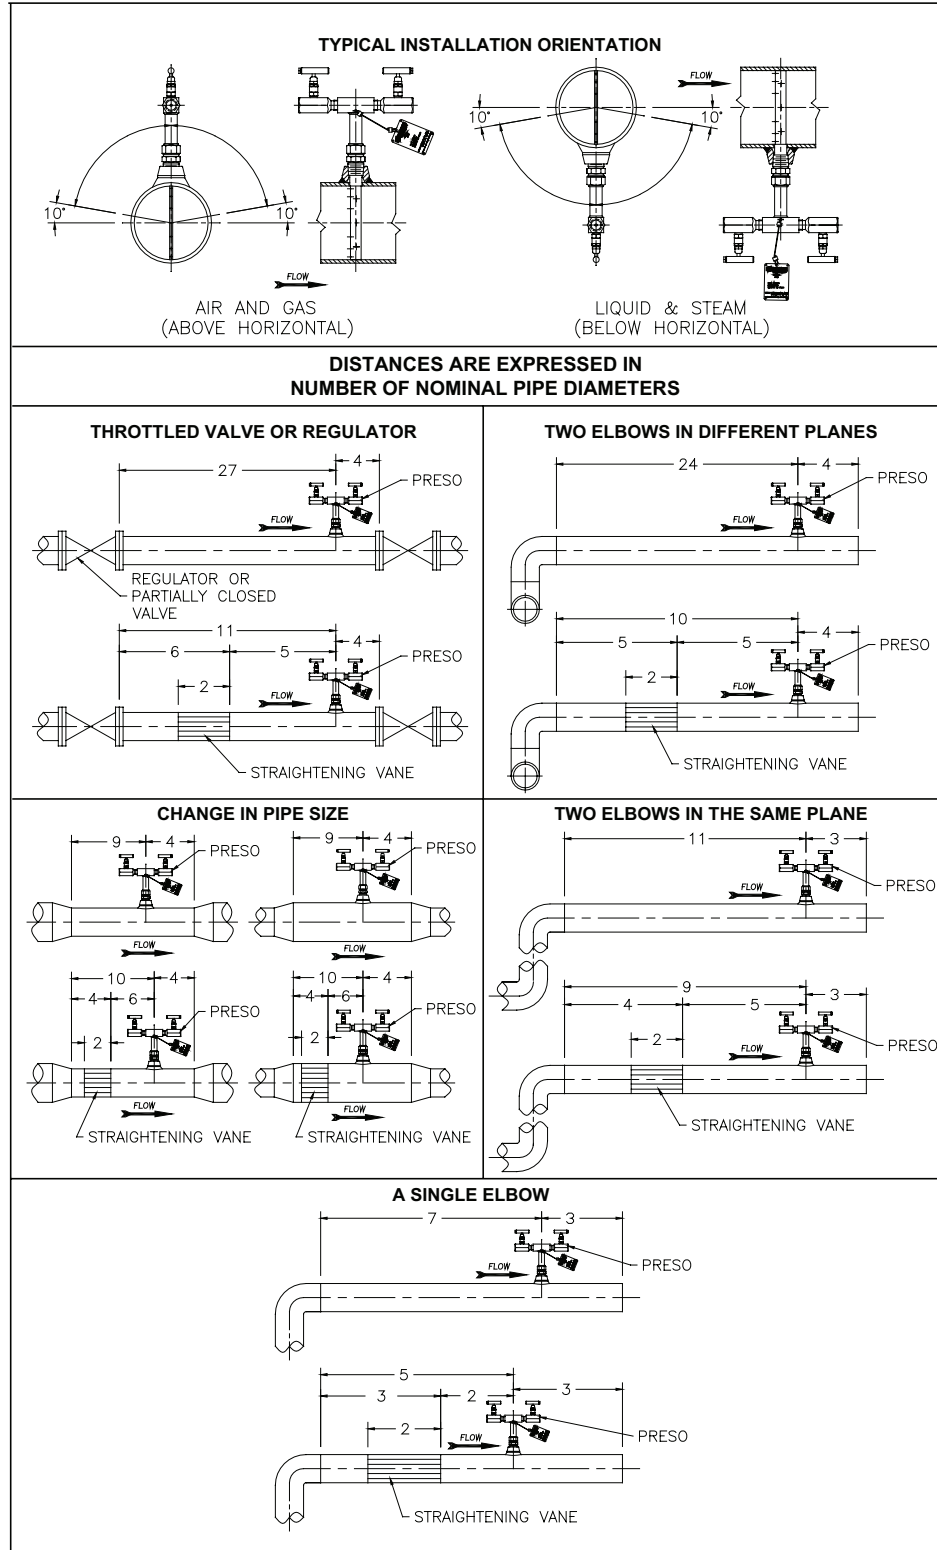 TYPICAL INSTALLATION ORIENTATION
10°
10°
FLOW
AIR AND GAS
(ABOVE HORIZONTAL)
FLOW
10°
10°
LIQUID & STEAM
(BELOW HORIZONTAL)
DISTANCES ARE EXPRESSED IN
NUMBER OF NOMINAL PIPE DIAMETERS
THROTTLED VALVE OR REGULATOR
27
4
PRESO
FLOW
REGULATOR OR
PARTIALLY CLOSED
VALVE
11
6
5
4
PRESO
2
FLOW
STRAIGHTENING VANE
TWO ELBOWS IN DIFFERENT PLANES
24
4
PRESO
FLOW
10
5
5
4
PRESO
2
FLOW
STRAIGHTENING VANE
CHANGE IN PIPE SIZE
9
4
PRESO
FLOW
9
4
PRESO
FLOW
10
4
4
6
PRESO
2
FLOW
STRAIGHTENING VANE
10
4
4
6
PRESO
2
FLOW
STRAIGHTENING VANE
TWO ELBOWS IN THE SAME PLANE
11
3
PRESO
FLOW
9
3
4
5
PRESO
2
FLOW
STRAIGHTENING VANE
A SINGLE ELBOW
7
3
PRESO
FLOW
5
3
2
3
PRESO
2
FLOW
STRAIGHTENING VANE